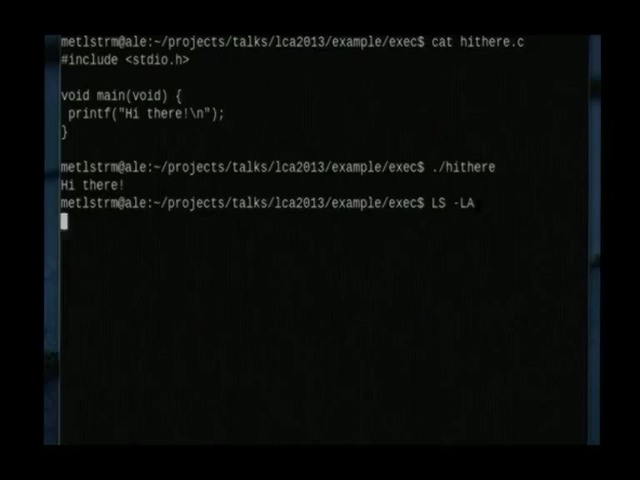 metlstrm@ale:~/projects/talks/lca2013/example/exec$ cat hithere.c
#include <stdio.h>
void main(void) {
printf("Hi there!\n");
}
metlstrm@ale:~/projects/talks/lca2013/example/exec$ ./hithere
Hi there!
metlstrm@ale:~/projects/talks/lca2013/example/exec$ LS -LA